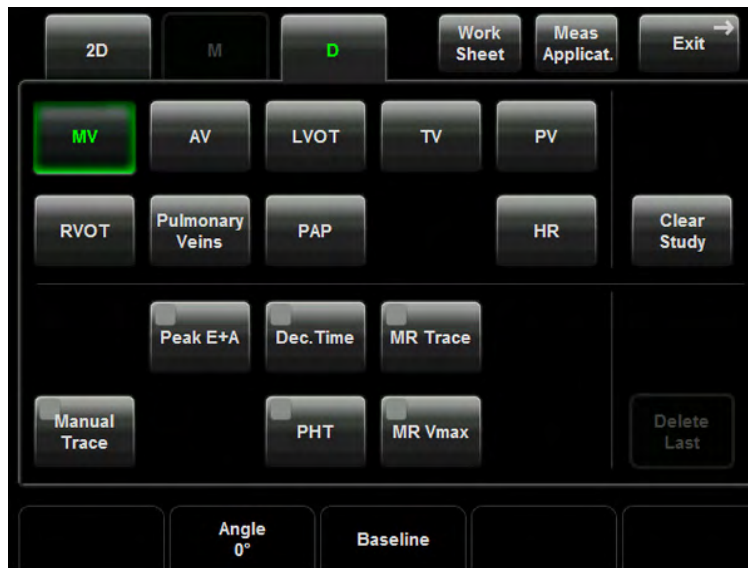 2D
M
D
Work
Sheet
Meas
Applicat.
Exit
MV
AV
LVOT
TV
PV
RVOT
Pulmonary
Veins
PAP
HR
Clear
Study
Peak E+A
Dec.Time
MR Trace
Manual
Trace
PHT
MR Vmax
Delete
Last
Angle
0°
Baseline